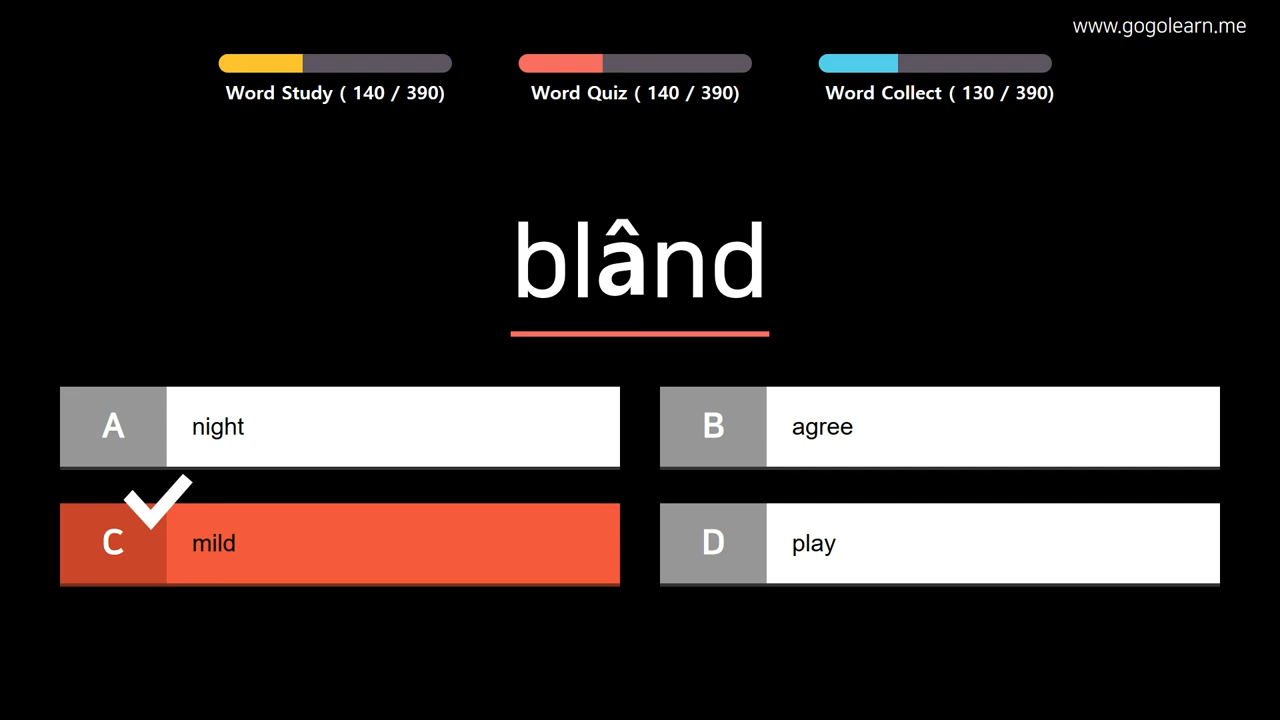 www.gogolearn.me
Word Study ( 140 / 390)
Word Quiz ( 140 / 390)
Word Collect ( 130 / 390)
blând
A night
B agree
C mild
D play